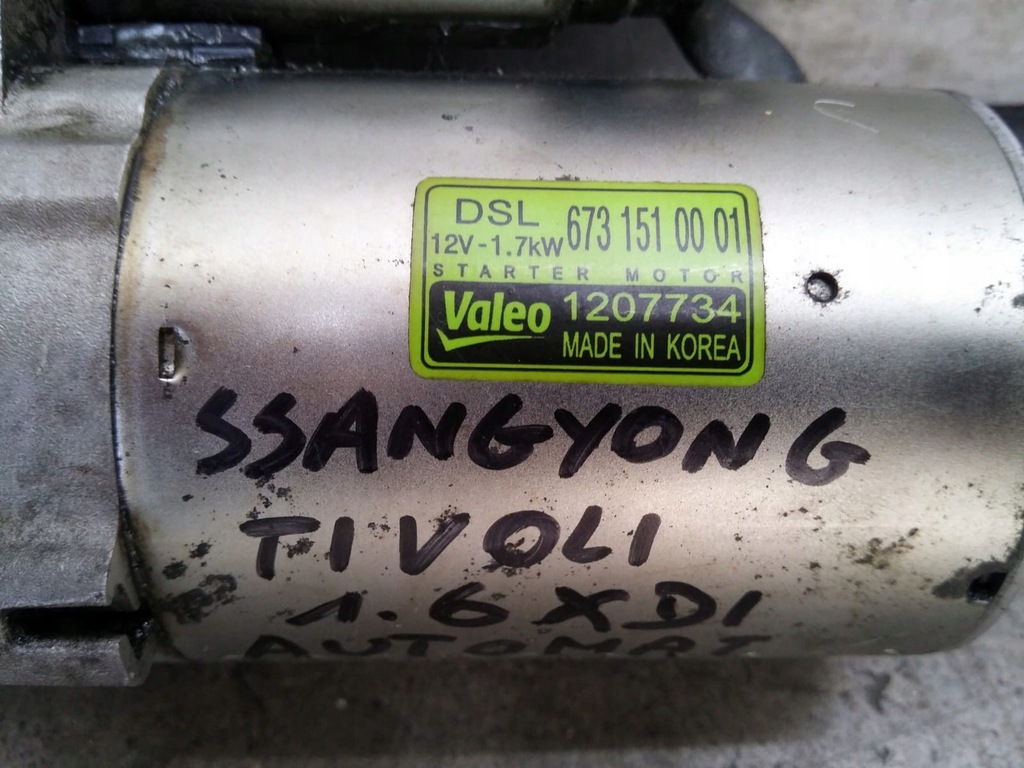 DSL 673 151 00 01
12V-1.7kW
STARTER MOTOR
Valeo 1207734
MADE IN KOREA
SSANGYONG
TIVOLI
1.6 XDI
AUTOMAT